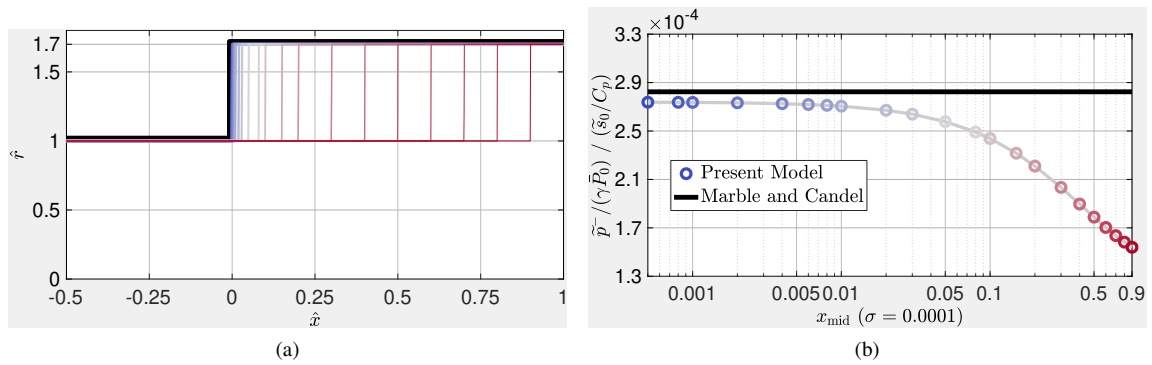 1.7
1.5
1
0.5
0
r̂
-0.5 -0.25 0 0.25 0.5 0.75 1
x̂
(a)
×10⁻⁴
3.3
2.9
2.5
2.1
1.7
1.3
p̃⁻/(γP̄₀) / (s̃₀/Cₚ)
Present Model
Marble and Candel
0.001 0.005 0.01 0.05 0.1 0.5 0.9
x_mid (σ = 0.0001)
(b)